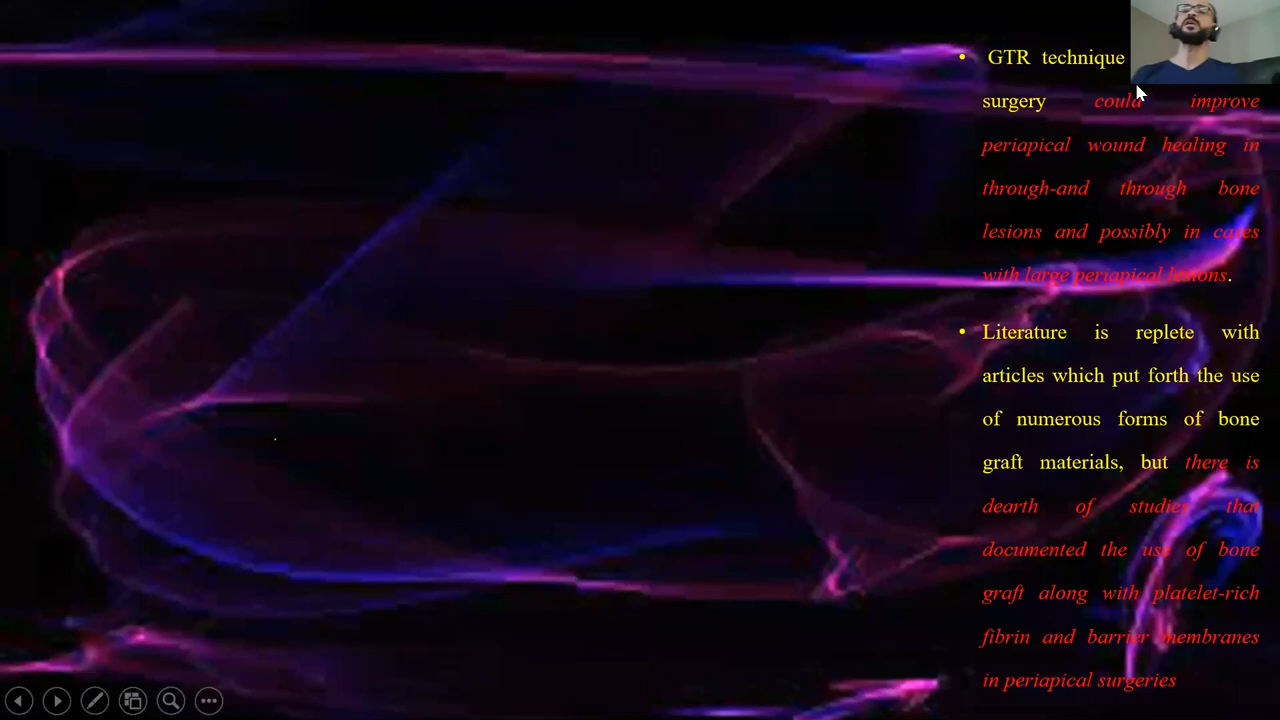 • GTR technique
surgery could improve
periapical wound healing in
through-and through bone
lesions and possibly in cases
with large periapical lesions.
• Literature is replete with
articles which put forth the use
of numerous forms of bone
graft materials, but there is
dearth of studies that
documented the use of bone
graft along with platelet-rich
fibrin and barrier membranes
in periapical surgeries